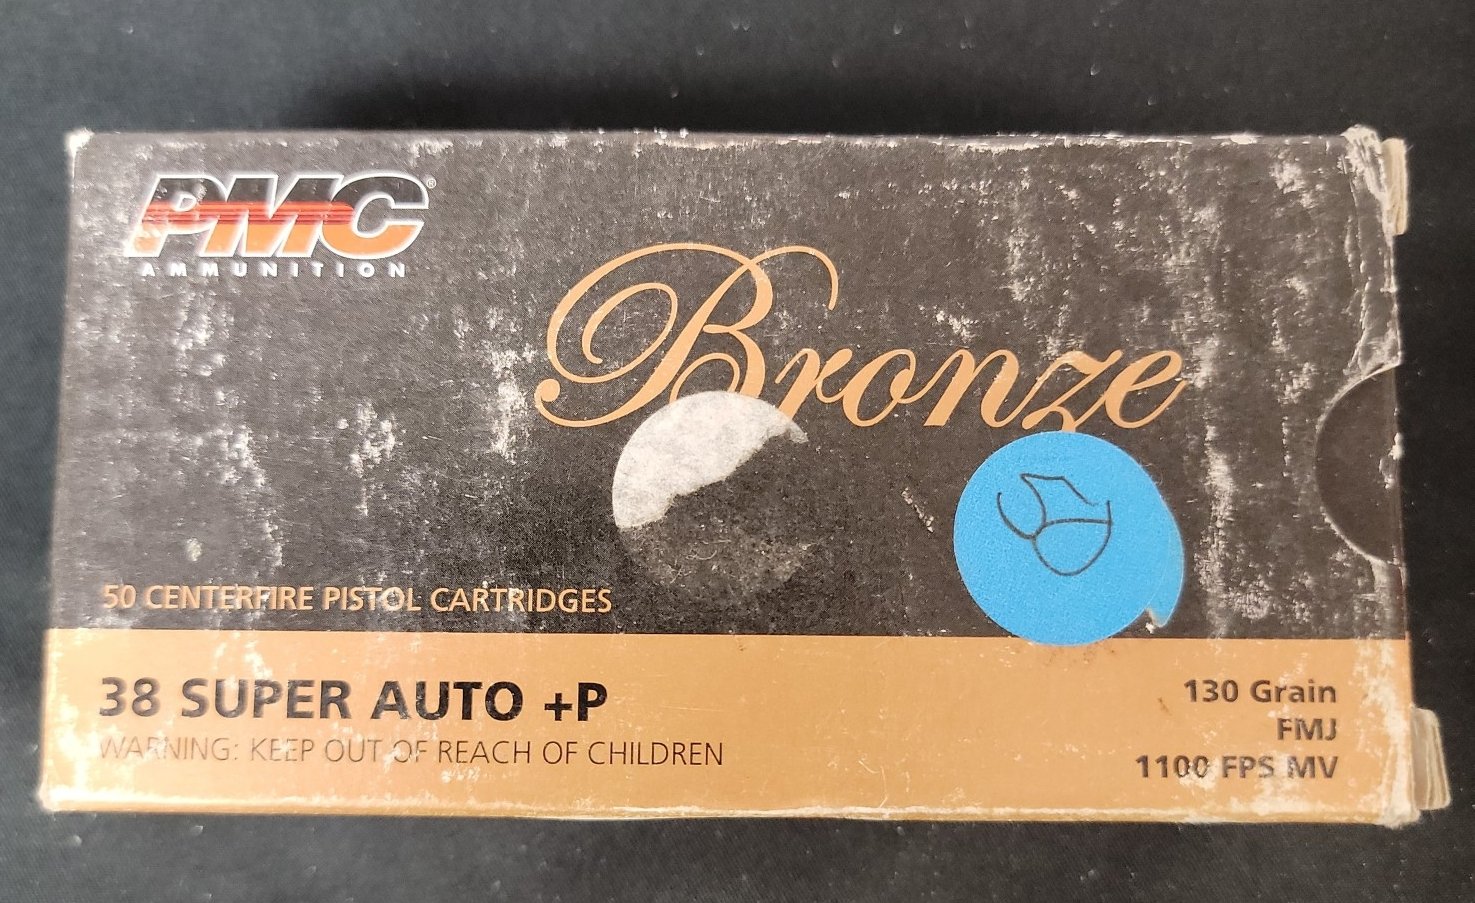 PMC®
AMMUNITION
Bronze
50 CENTERFIRE PISTOL CARTRIDGES
38 SUPER AUTO +P
WARNING: KEEP OUT OF REACH OF CHILDREN
130 Grain
FMJ
1100 FPS MV